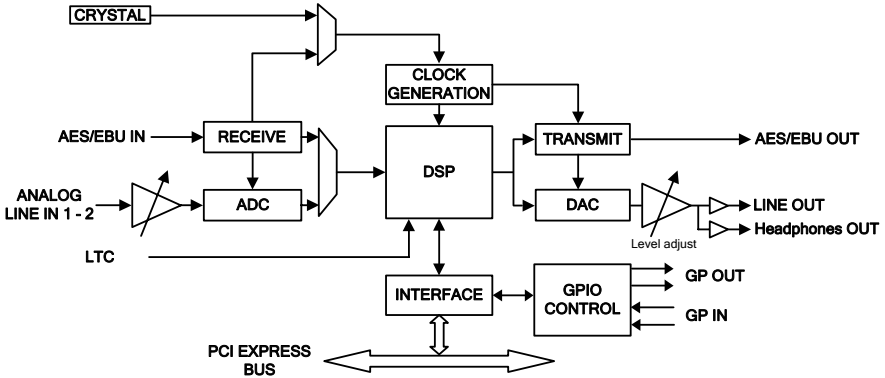 CRYSTAL
CLOCK
GENERATION
AES/EBU IN
RECEIVE
DSP
TRANSMIT
AES/EBU OUT
ANALOG
LINE IN 1 - 2
ADC
DAC
LINE OUT
Headphones OUT
Level adjust
LTC
INTERFACE
GPIO
CONTROL
GP OUT
GP IN
PCI EXPRESS
BUS